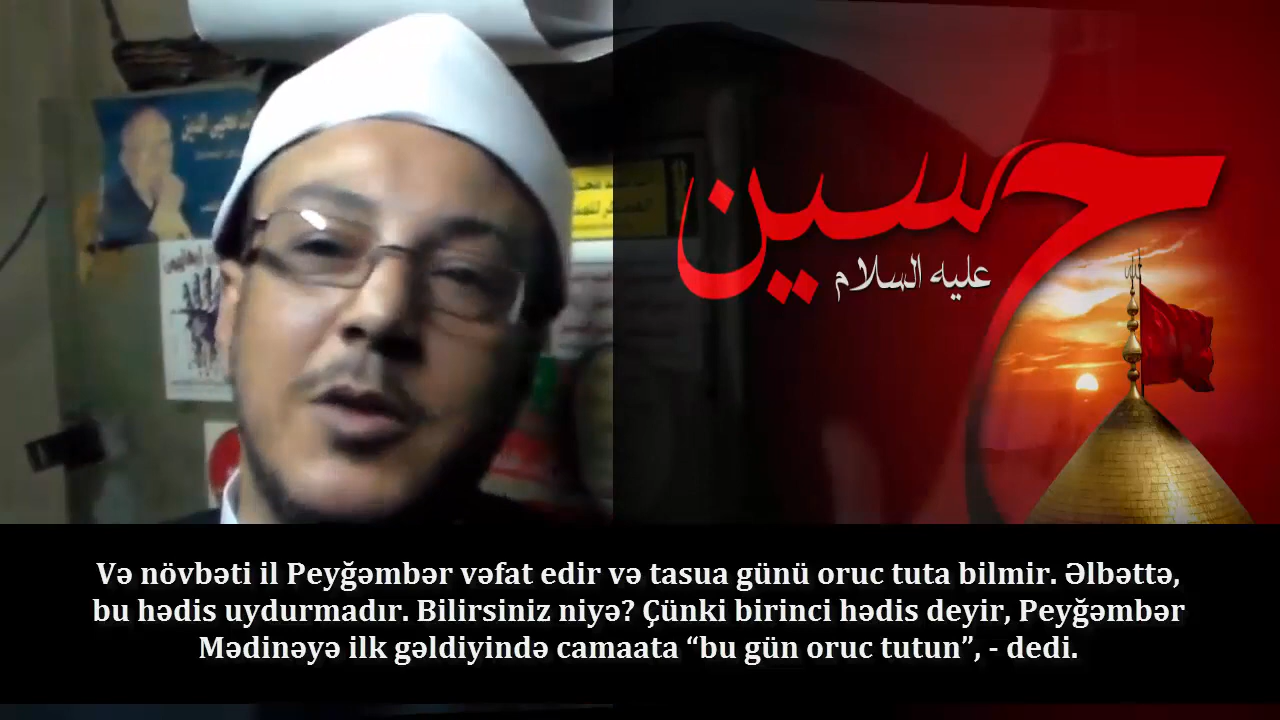 حسين
عليه السلام
Və növbəti il Peyğəmbər vəfat edir və tasua günü oruc tuta bilmir. Əlbəttə,
bu hədis uydurmadır. Bilirsiniz niyə? Çünki birinci hədis deyir, Peyğəmbər
Mədinəyə ilk gəldiyində camaata “bu gün oruc tutun”, - dedi.